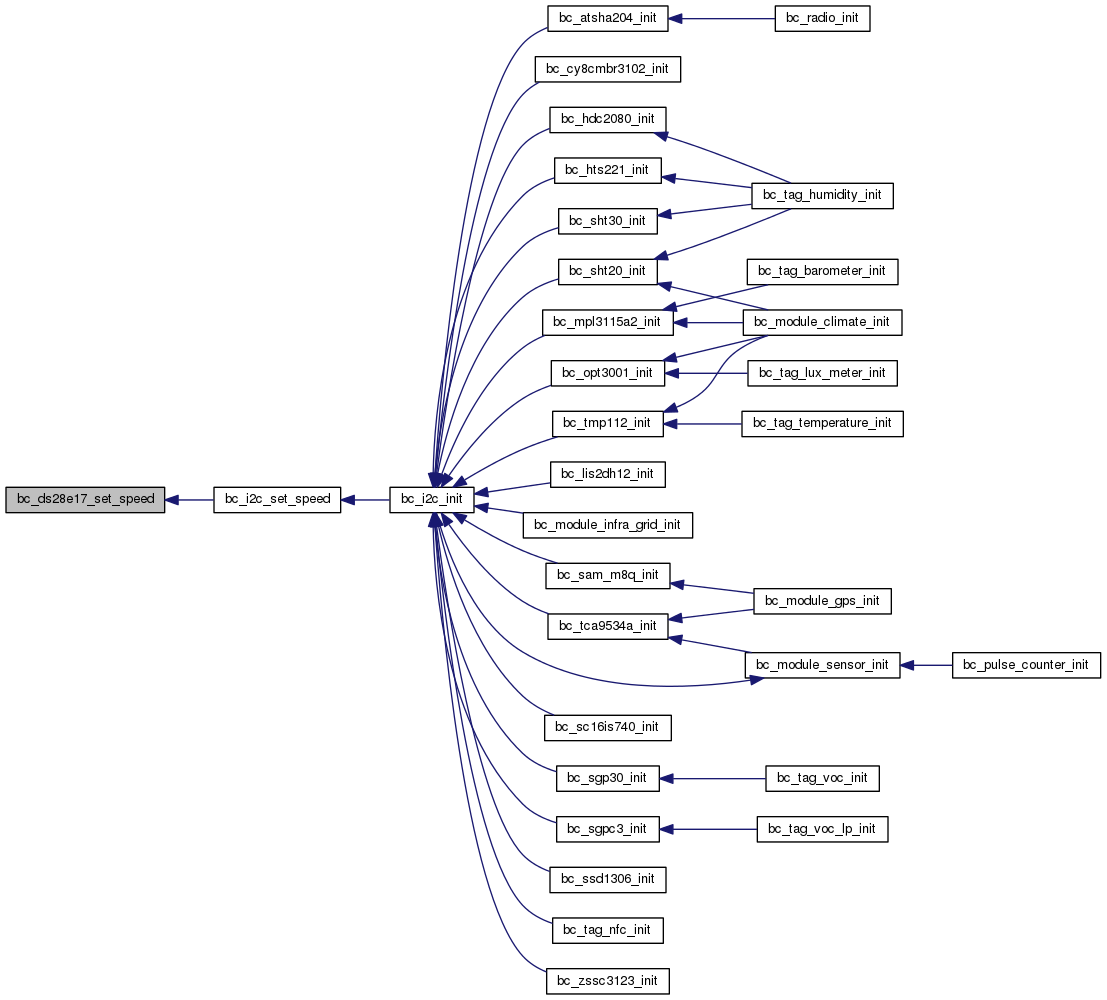 bc_atsha204_init
bc_radio_init
bc_cy8cmbr3102_init
bc_hdc2080_init
bc_hts221_init
bc_tag_humidity_init
bc_sht30_init
bc_sht20_init
bc_tag_barometer_init
bc_mpl3115a2_init
bc_module_climate_init
bc_opt3001_init
bc_tag_lux_meter_init
bc_tmp112_init
bc_tag_temperature_init
bc_lis2dh12_init
bc_ds28e17_set_speed
bc_i2c_set_speed
bc_i2c_init
bc_module_infra_grid_init
bc_sam_m8q_init
bc_module_gps_init
bc_tca9534a_init
bc_module_sensor_init
bc_pulse_counter_init
bc_sc16is740_init
bc_sgp30_init
bc_tag_voc_init
bc_sgpc3_init
bc_tag_voc_lp_init
bc_ssd1306_init
bc_tag_nfc_init
bc_zssc3123_init